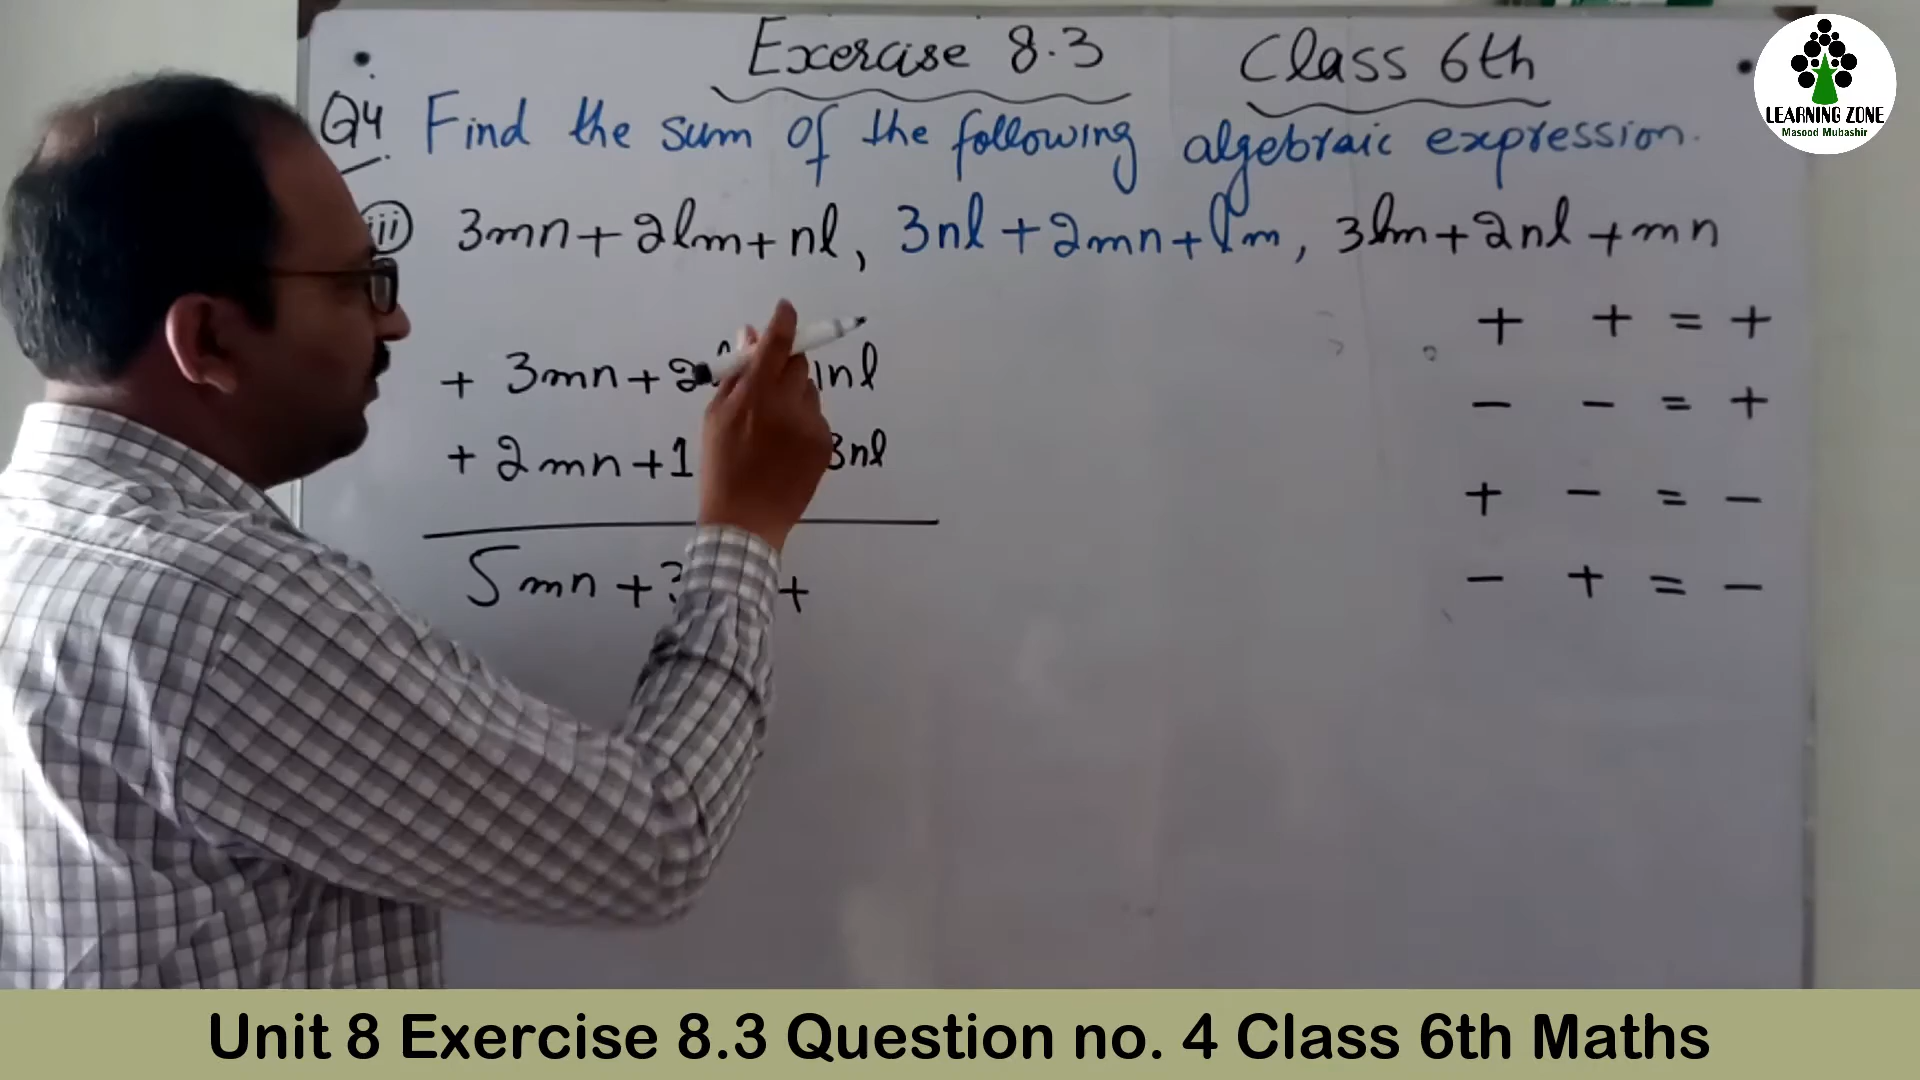 Exercise 8.3 Class 6th
LEARNING ZONE
Masood Mubashir
Q4 Find the sum of the following algebraic expression.
iii) 3mn + 2lm + nl, 3nl + 2mn + lm, 3lm + 2nl + mn
+ + = +
+ 3mn + 2 1nl
- - = +
+ 2mn + 1 3nl
+ - = -
5mn + 3 +
- + = -
Unit 8 Exercise 8.3 Question no. 4 Class 6th Maths